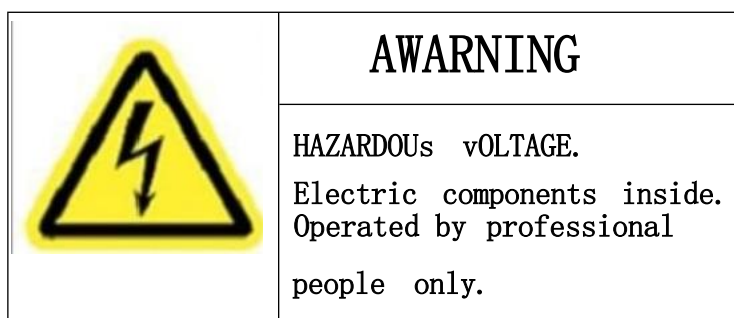 AWARNING
HAZARDOUs vOLTAGE.
Electric components inside.
Operated by professional
people only.